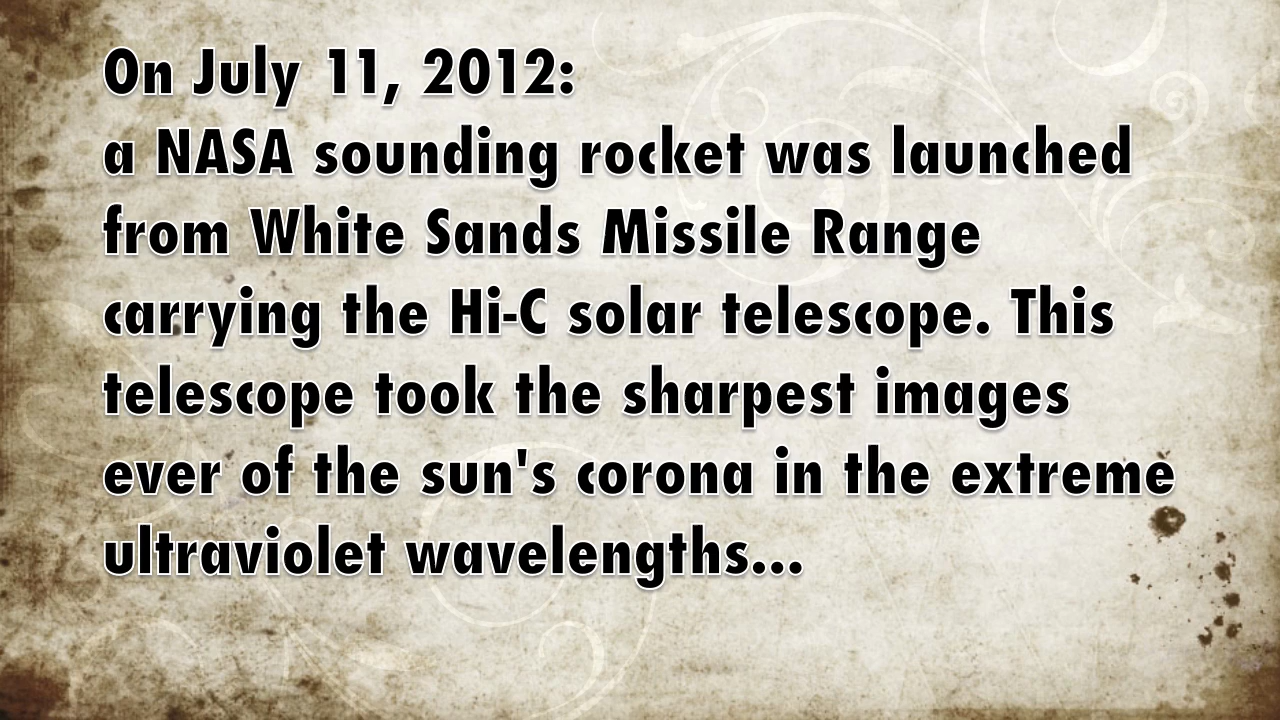 On July 11, 2012:
a NASA sounding rocket was launched
from White Sands Missile Range
carrying the Hi-C solar telescope. This
telescope took the sharpest images
ever of the sun's corona in the extreme
ultraviolet wavelengths...